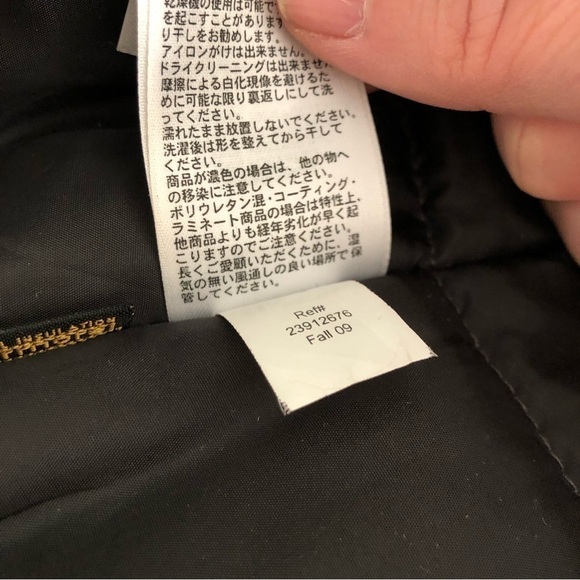 乾燥機の使用は可能で
を起こすことがあります
り干しをお勧めします。
アイロンがけは出来ません。
ドライクリーニングは出来ませ
摩擦による白化現像を避けるた
めに可能な限り裏返しにして洗
ってください。
濡れたまま放置しないでください。
洗濯後は形を整えてから干して
ください。
商品が濃色の場合は、他の物へ
の移染に注意してください。
ポリウレタン混・コーティング・
ラミネート商品の場合は特性上、
他商品よりも経年劣化が早く起
こりますのでご注意ください。
長くご愛願いただくために、湿
気の無い風通しの良い場所で保
管してください。
INSULATION
Ref#
23912676
Fall 09